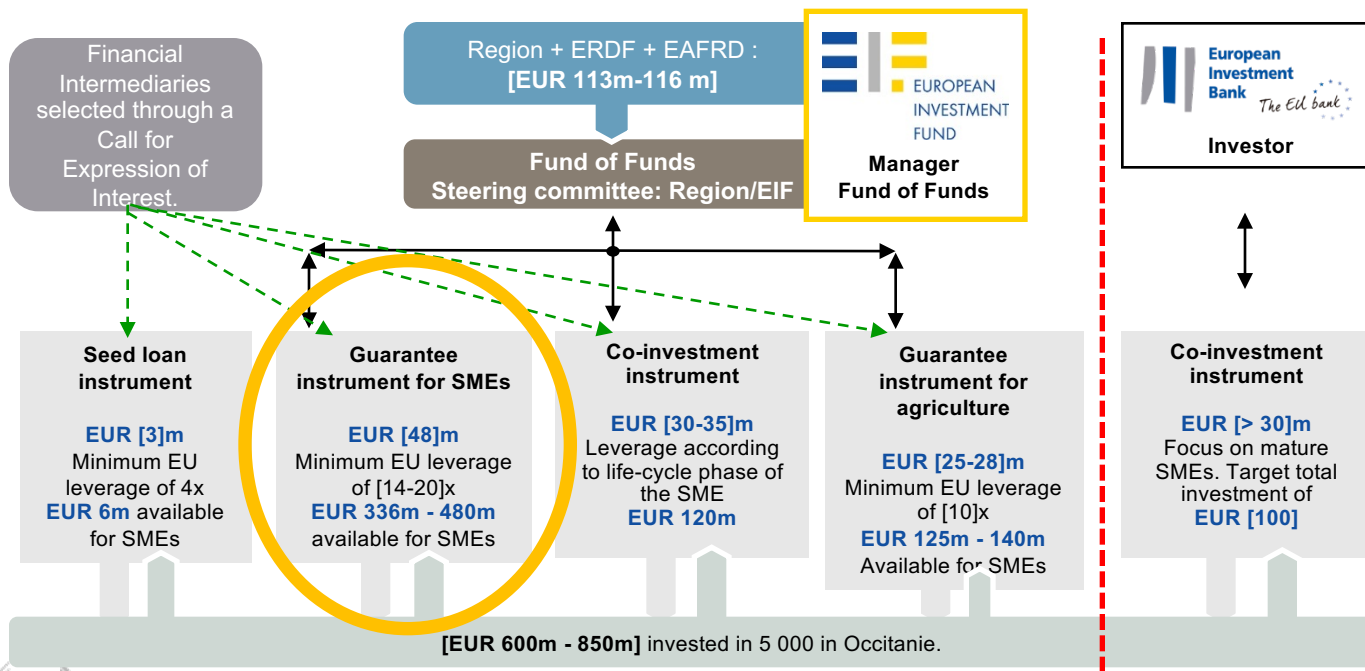 Financial
Intermediaries
selected through a
Call for
Expression of
Interest.
Region + ERDF + EAFRD :
[EUR 113m-116 m]
Fund of Funds
Steering committee: Region/EIF
EUROPEAN
INVESTMENT
FUND
Manager
Fund of Funds
European
Investment
Bank
The EU bank
Investor
Seed loan
instrument
EUR [3]m
Minimum EU
leverage of 4x
EUR 6m available
for SMEs
Guarantee
instrument for SMEs
EUR [48]m
Minimum EU leverage
of [14-20]x
EUR 336m - 480m
available for SMEs
Co-investment
instrument
EUR [30-35]m
Leverage according
to life-cycle phase of
the SME
EUR 120m
Guarantee
instrument for
agriculture
EUR [25-28]m
Minimum EU leverage
of [10]x
EUR 125m - 140m
Available for SMEs
Co-investment
instrument
EUR [> 30]m
Focus on mature
SMEs. Target total
investment of
EUR [100]
[EUR 600m - 850m] invested in 5 000 in Occitanie.